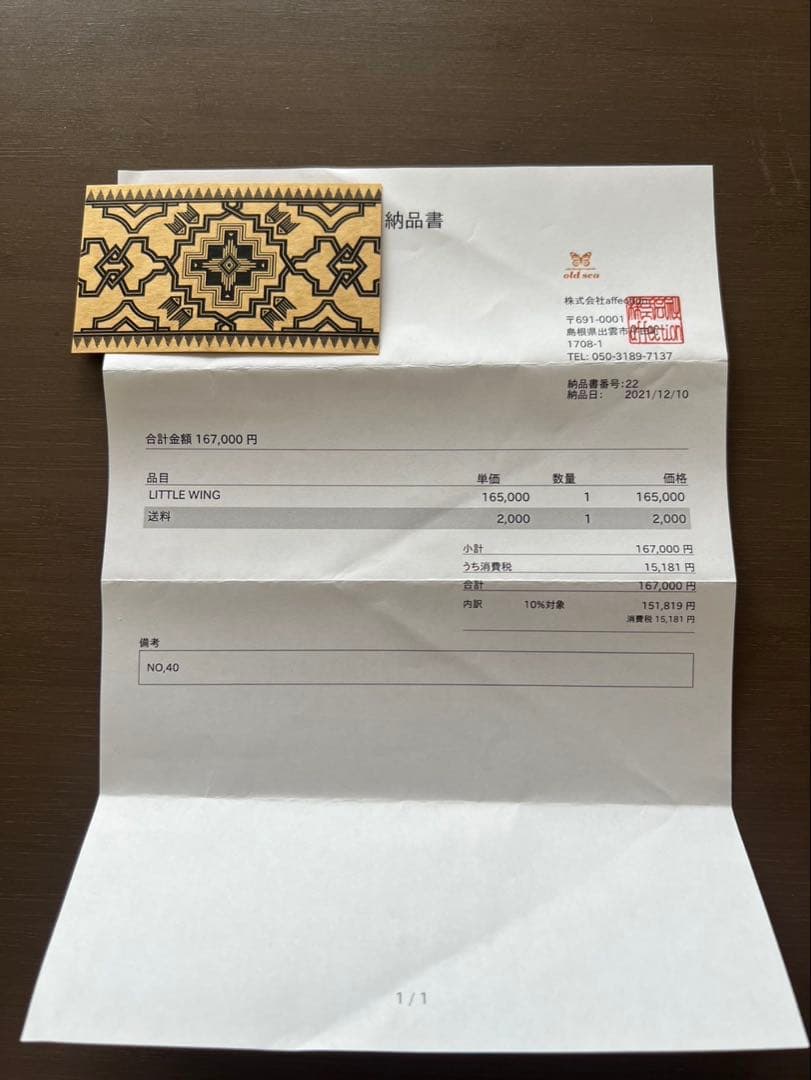 納品書
old sea
株式会社affection
〒691-0001
島根県出雲市
1708-1
TEL: 050-3189-7137
納品書番号:22
納品日: 2021/12/10
合計金額 167,000 円
品目 単価 数量 価格
LITTLE WING 165,000 1 165,000
送料 2,000 1 2,000
小計 167,000 円
うち消費税 15,181 円
合計 167,000 円
内訳 10%対象 151,819 円
消費税 15,181 円
備考
NO,40
1 / 1